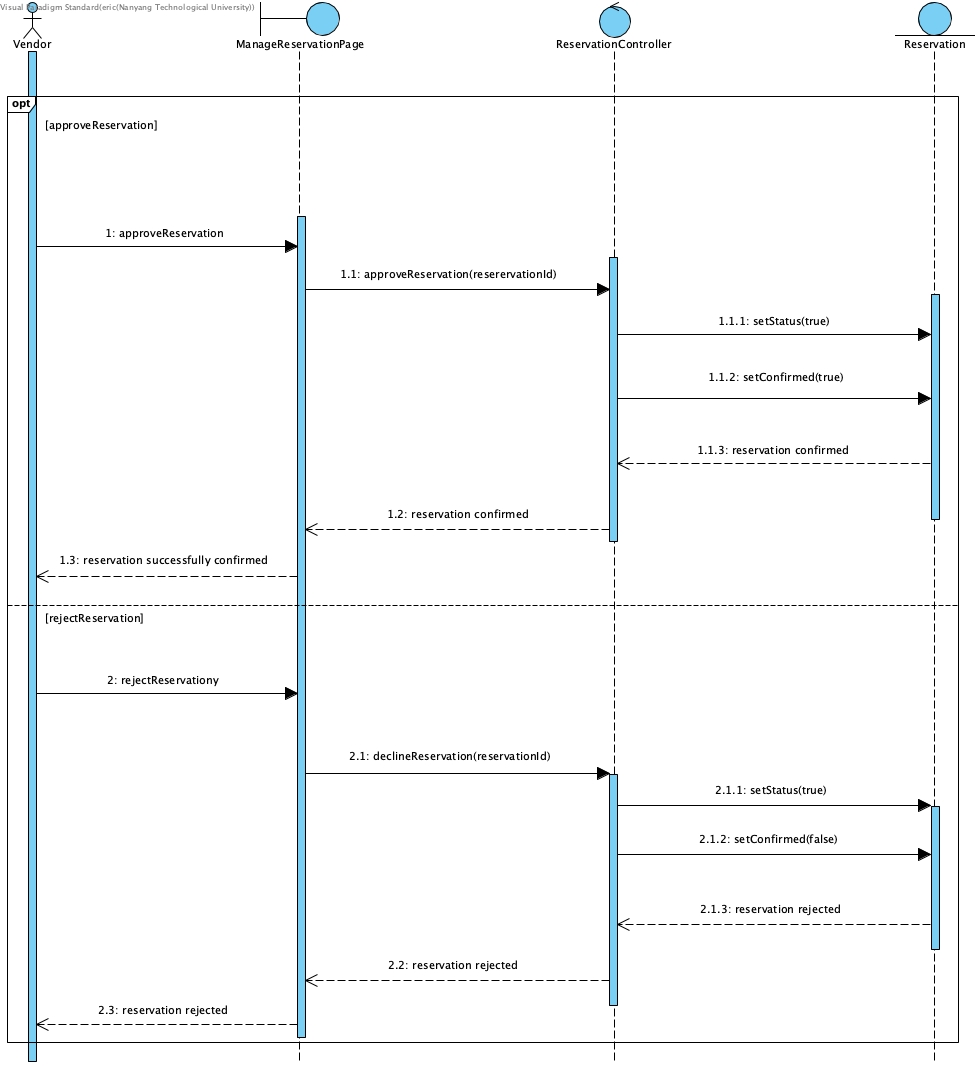 Visual Paradigm Standard(eric(Nanyang Technological University))
Vendor
ManageReservationPage
ReservationController
Reservation
opt
[approveReservation]
1: approveReservation
1.1: approveReservation(reserervationId)
1.1.1: setStatus(true)
1.1.2: setConfirmed(true)
1.1.3: reservation confirmed
1.2: reservation confirmed
1.3: reservation successfully confirmed
[rejectReservation]
2: rejectReservationy
2.1: declineReservation(reservationId)
2.1.1: setStatus(true)
2.1.2: setConfirmed(false)
2.1.3: reservation rejected
2.2: reservation rejected
2.3: reservation rejected